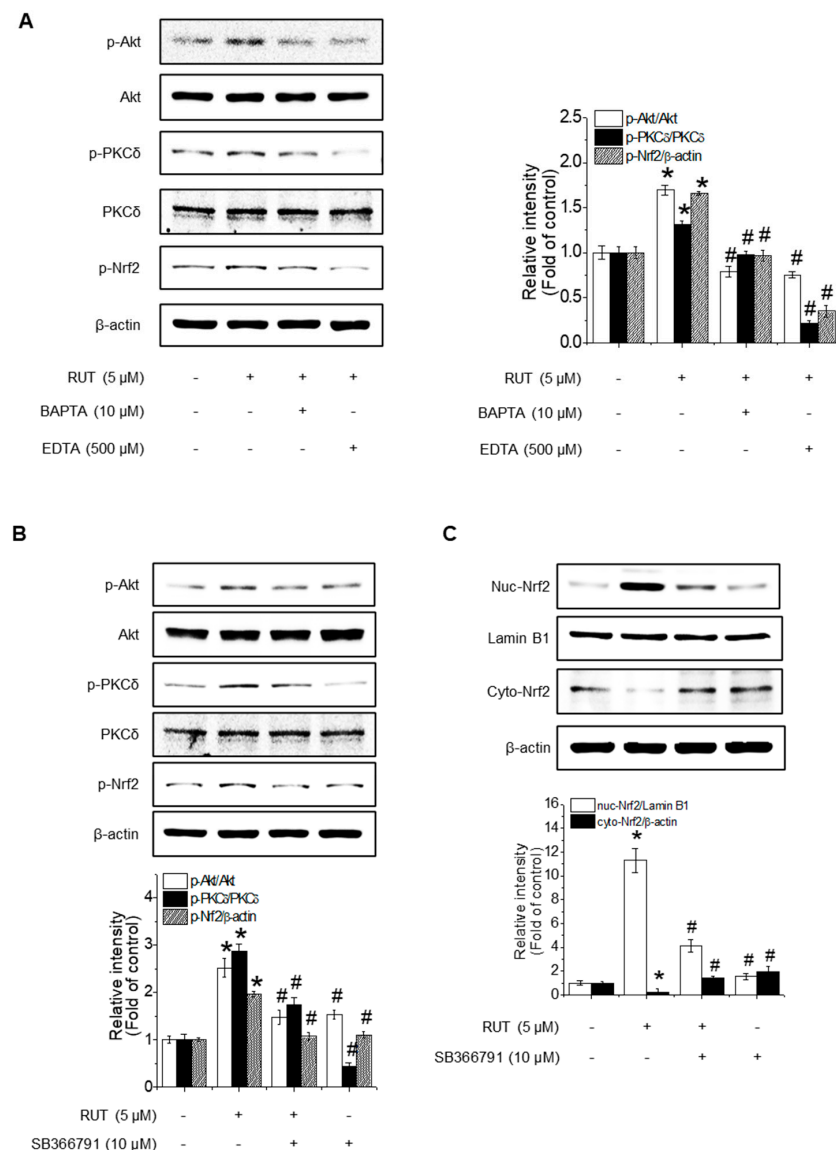 A
p-Akt
Akt
p-PKCδ
PKCδ
p-Nrf2
β-actin
RUT (5 µM) - + + +
BAPTA (10 µM) - - + -
EDTA (500 µM) - - - +
p-Akt/Akt
p-PKCδ/PKCδ
p-Nrf2/β-actin
Relative intensity
(Fold of control)
2.5
2.0
1.5
1.0
0.5
0.0
* * *
# # #
# #
RUT (5 µM) - + + +
BAPTA (10 µM) - - + -
EDTA (500 µM) - - - +
B
p-Akt
Akt
p-PKCδ
PKCδ
p-Nrf2
β-actin
p-Akt/Akt
p-PKCδ/PKCδ
p-Nrf2/β-actin
Relative intensity
(Fold of control)
4
3
2
1
0
* * *
# # #
# # #
RUT (5 µM) - + + -
SB366791 (10 µM) - - + +
C
Nuc-Nrf2
Lamin B1
Cyto-Nrf2
β-actin
nuc-Nrf2/Lamin B1
cyto-Nrf2/β-actin
Relative intensity
(Fold of control)
16
14
12
10
8
6
4
2
0
* *
# #
# #
RUT (5 µM) - + + -
SB366791 (10 µM) - - + +